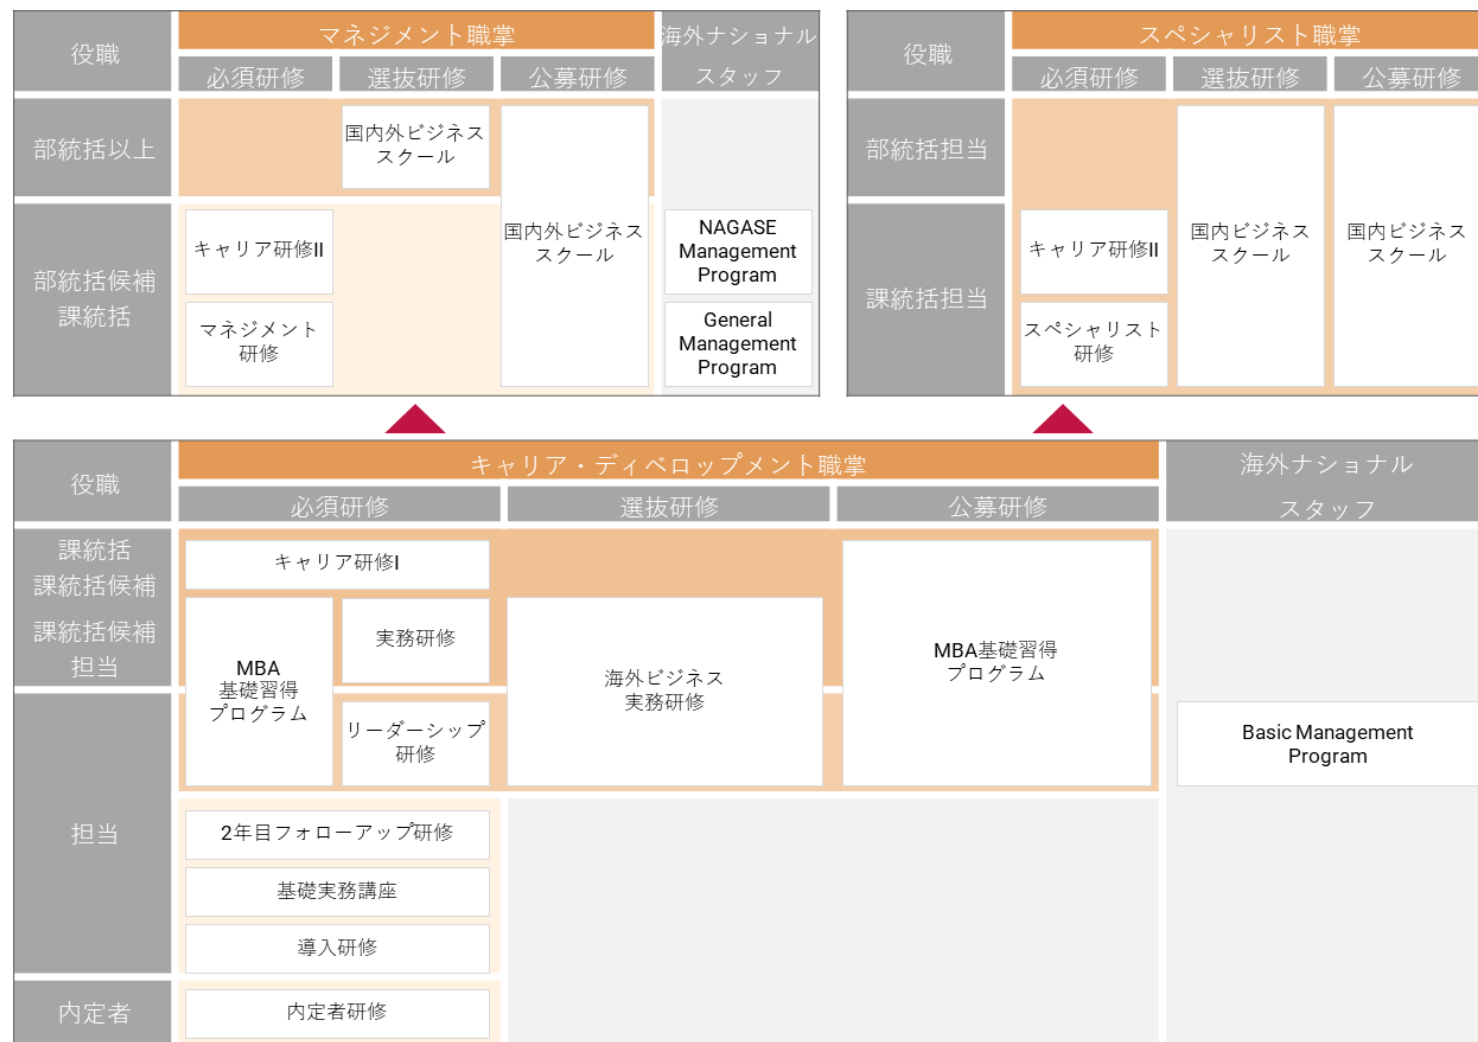 役職
マネジメント職掌
海外ナショナル
スタッフ
必須研修
選抜研修
公募研修
部統括以上
国内外ビジネス
スクール
国内外ビジネス
スクール
部統括候補
課統括
キャリア研修II
マネジメント
研修
NAGASE
Management
Program
General
Management
Program
役職
スペシャリスト職掌
必須研修
選抜研修
公募研修
部統括担当
課統括担当
キャリア研修II
スペシャリスト
研修
国内ビジネス
スクール
国内ビジネス
スクール
役職
キャリア・ディベロップメント職掌
海外ナショナル
スタッフ
必須研修
選抜研修
公募研修
課統括
課統括候補
課統括候補
担当
キャリア研修I
MBA
基礎習得
プログラム
実務研修
リーダーシップ
研修
海外ビジネス
実務研修
MBA基礎習得
プログラム
Basic Management
Program
担当
2年目フォローアップ研修
基礎実務講座
導入研修
内定者
内定者研修